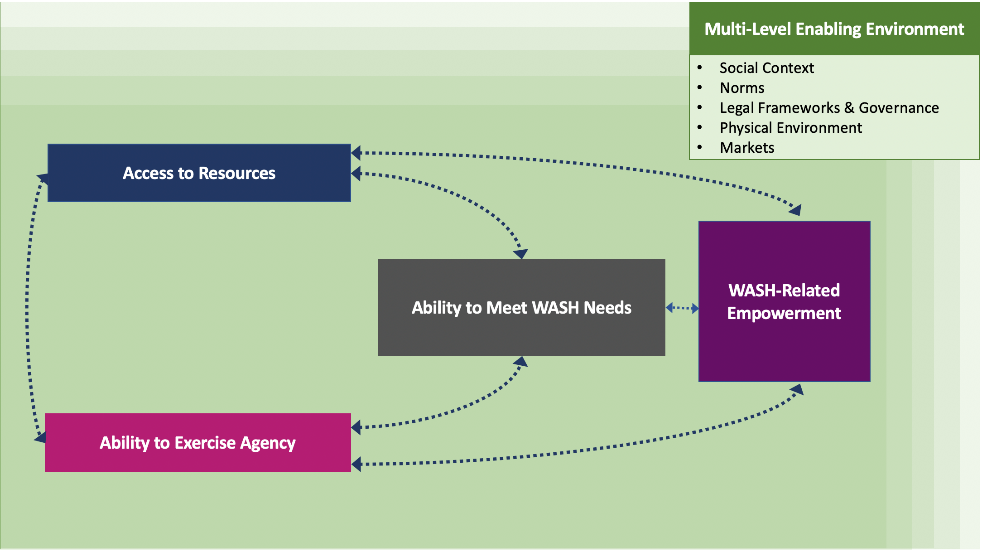 Multi-Level Enabling Environment
• Social Context
• Norms
• Legal Frameworks & Governance
• Physical Environment
• Markets
Access to Resources
Ability to Meet WASH Needs
WASH-Related
Empowerment
Ability to Exercise Agency